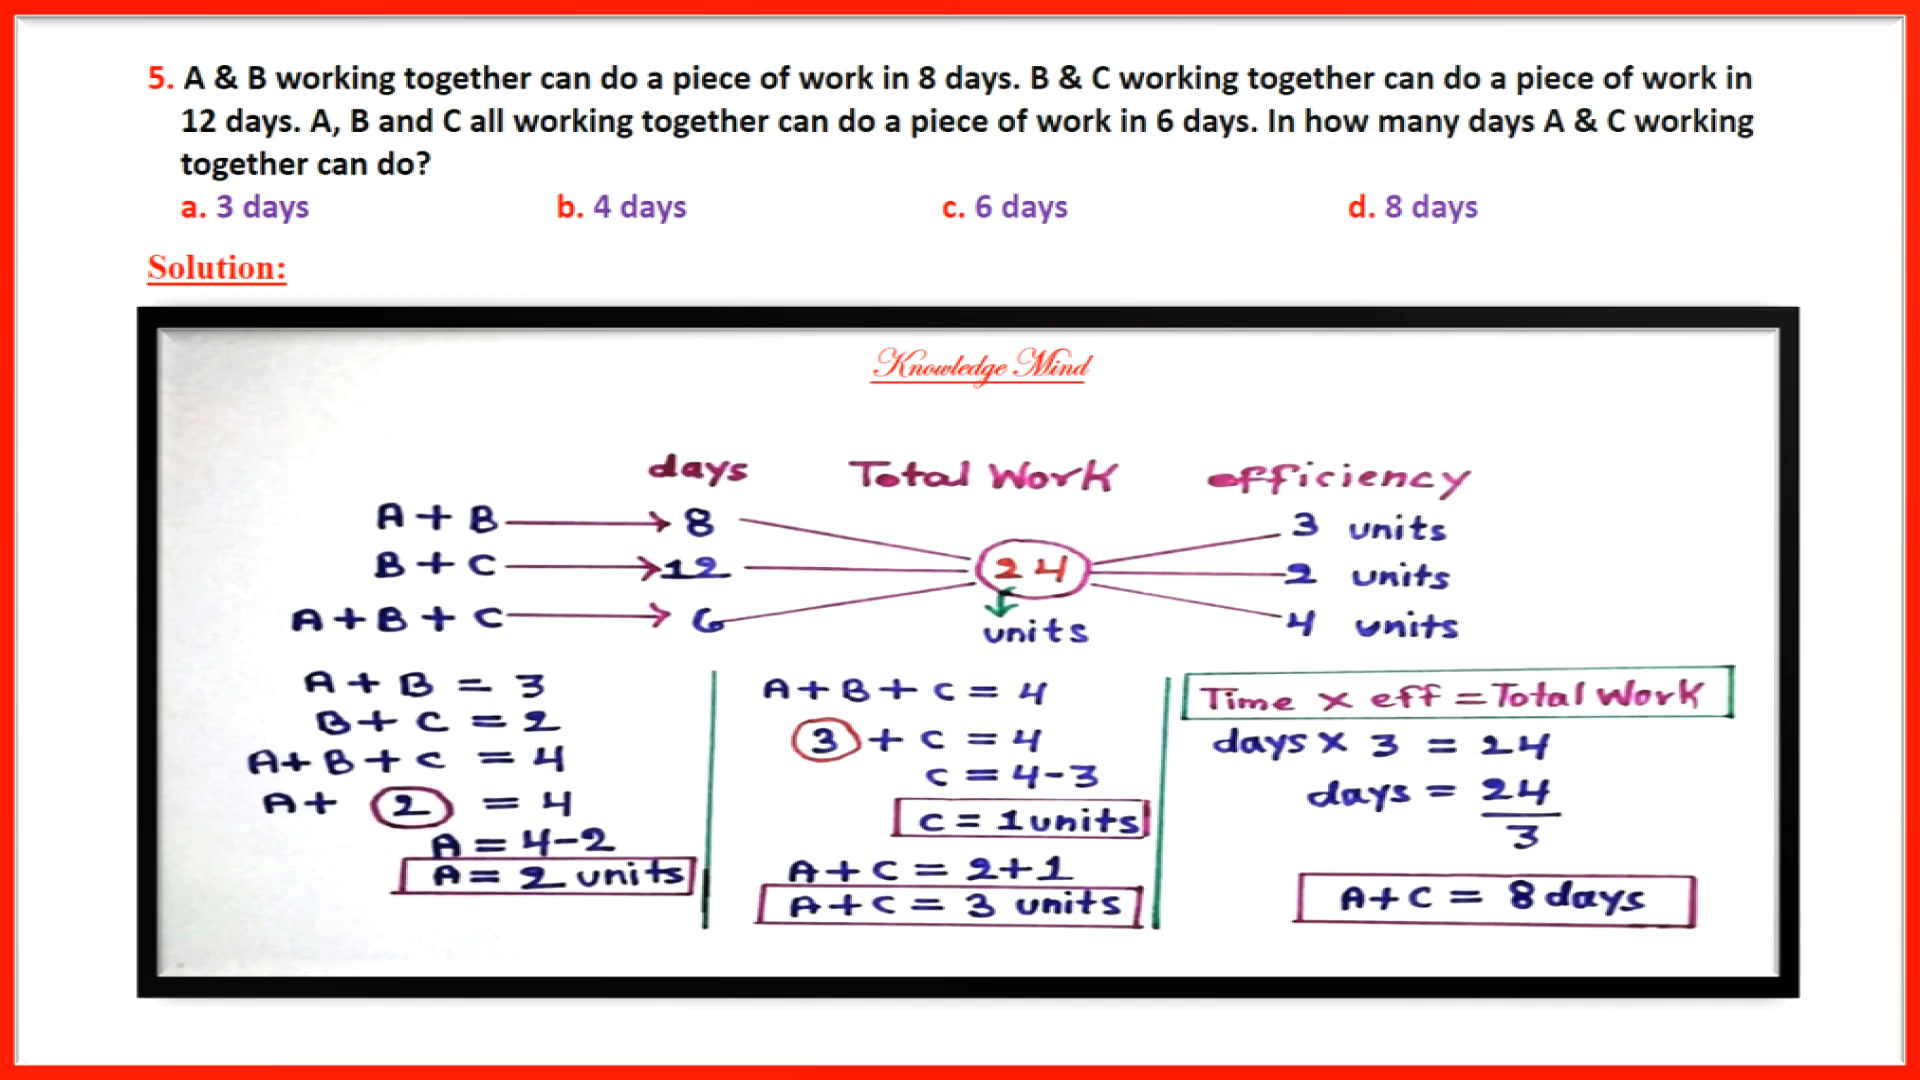 5. A & B working together can do a piece of work in 8 days. B & C working together can do a piece of work in
12 days. A, B and C all working together can do a piece of work in 6 days. In how many days A & C working
together can do?
a. 3 days b. 4 days c. 6 days d. 8 days
Solution:
Knowledge Mind
days Total Work efficiency
A + B → 8 3 units
B + C → 12 24 2 units
A + B + C → 6 units 4 units
A + B = 3
B + C = 2
A + B + C = 4
A + 2 = 4
A = 4 - 2
A = 2 units
A + B + C = 4
3 + C = 4
C = 4 - 3
C = 1 units
A + C = 2 + 1
A + C = 3 units
Time × eff = Total Work
days × 3 = 24
days = 24
3
A + C = 8 days